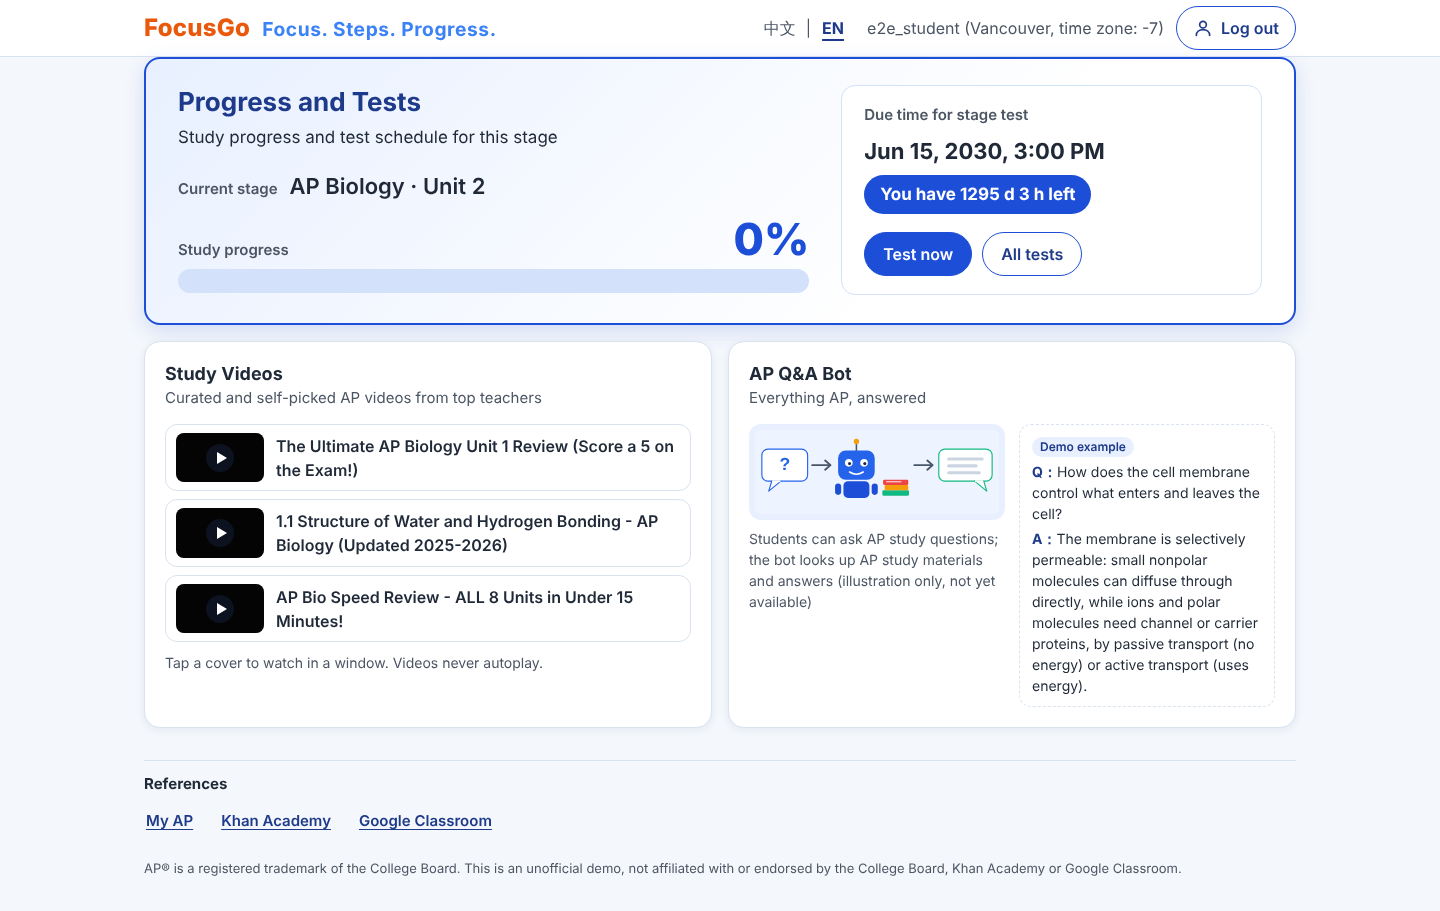 FocusGo Focus. Steps. Progress.
中文 | EN e2e_student (Vancouver, time zone: -7) Log out
Progress and Tests
Study progress and test schedule for this stage
Current stage AP Biology · Unit 2
Study progress 0%
Due time for stage test
Jun 15, 2030, 3:00 PM
You have 1295 d 3 h left
Test now All tests
Study Videos
Curated and self-picked AP videos from top teachers
The Ultimate AP Biology Unit 1 Review (Score a 5 on
the Exam!)
1.1 Structure of Water and Hydrogen Bonding - AP
Biology (Updated 2025-2026)
AP Bio Speed Review - ALL 8 Units in Under 15
Minutes!
Tap a cover to watch in a window. Videos never autoplay.
AP Q&A Bot
Everything AP, answered
?
Students can ask AP study questions;
the bot looks up AP study materials
and answers (illustration only, not yet
available)
Demo example
Q：How does the cell membrane
control what enters and leaves the
cell?
A：The membrane is selectively
permeable: small nonpolar
molecules can diffuse through
directly, while ions and polar
molecules need channel or carrier
proteins, by passive transport (no
energy) or active transport (uses
energy).
References
My AP Khan Academy Google Classroom
AP® is a registered trademark of the College Board. This is an unofficial demo, not affiliated with or endorsed by the College Board, Khan Academy or Google Classroom.